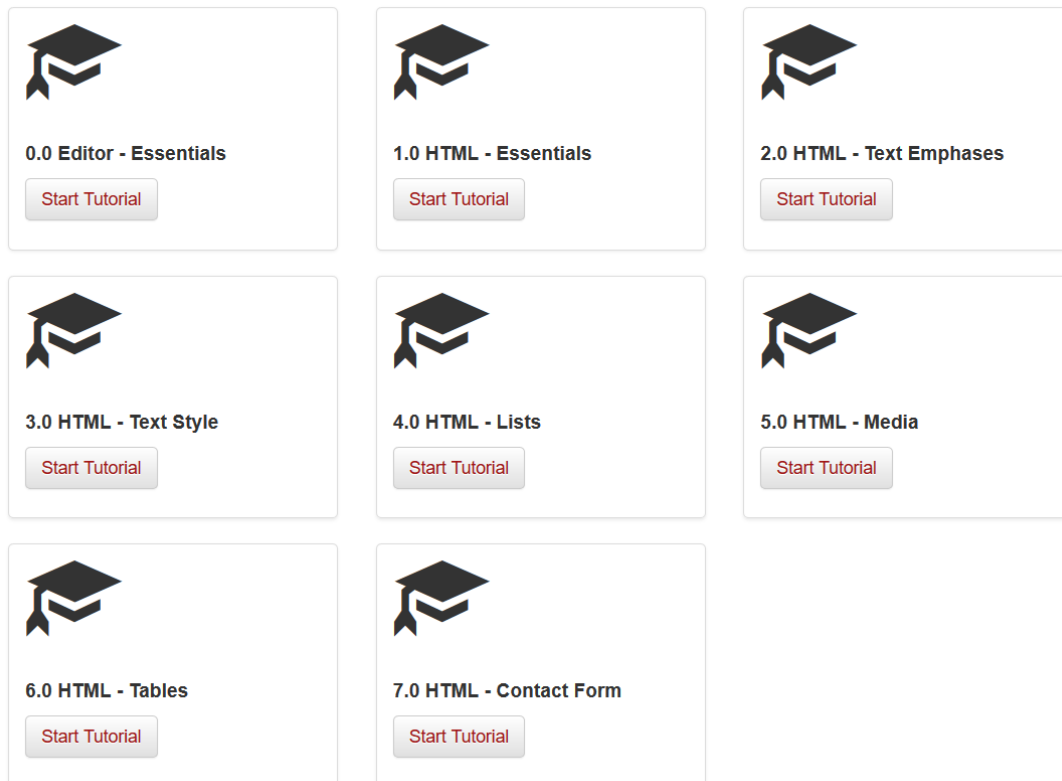 0.0 Editor - Essentials
Start Tutorial
1.0 HTML - Essentials
Start Tutorial
2.0 HTML - Text Emphases
Start Tutorial
3.0 HTML - Text Style
Start Tutorial
4.0 HTML - Lists
Start Tutorial
5.0 HTML - Media
Start Tutorial
6.0 HTML - Tables
Start Tutorial
7.0 HTML - Contact Form
Start Tutorial